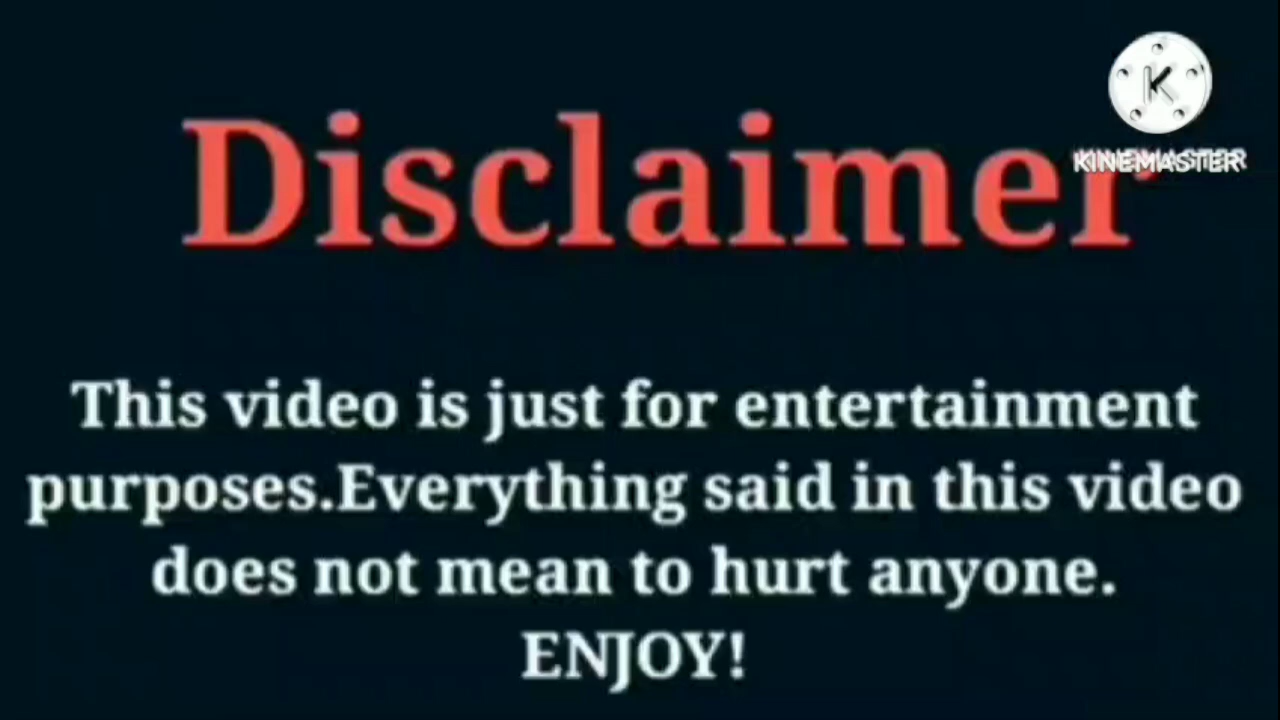 K
KINEMASTER
Disclaimer
This video is just for entertainment
purposes.Everything said in this video
does not mean to hurt anyone.
ENJOY!